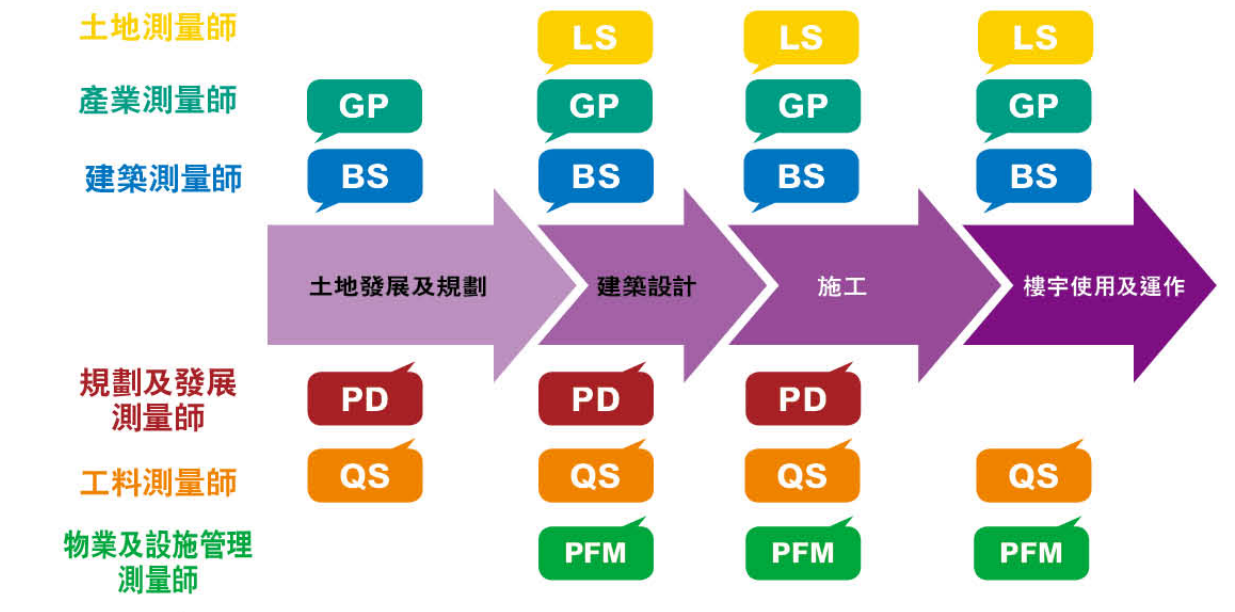 土地測量師 LS LS LS
產業測量師 GP GP GP GP
建築測量師 BS BS BS BS
土地發展及規劃 建築設計 施工 樓宇使用及運作
規劃及發展
測量師 PD PD PD
工料測量師 QS QS QS QS
物業及設施管理
測量師 PFM PFM PFM